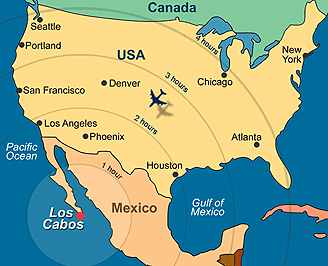 Canada
Seattle
Portland
USA
4 hours
New
York
3 hours
Denver
Chicago
San Francisco
2 hours
Los Angeles
Phoenix
Atlanta
Pacific
Ocean
1 hour
Houston
Los
Cabos
Mexico
Gulf of
Mexico